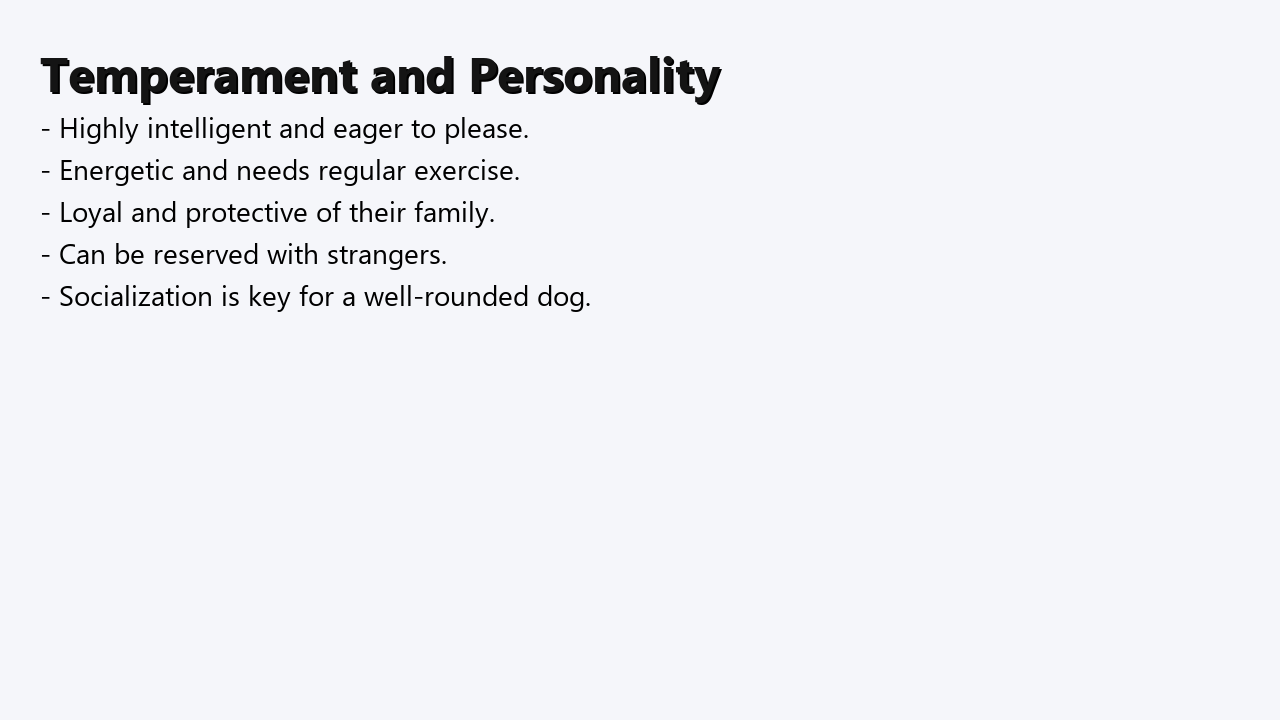 Temperament and Personality
- Highly intelligent and eager to please.
- Energetic and needs regular exercise.
- Loyal and protective of their family.
- Can be reserved with strangers.
- Socialization is key for a well-rounded dog.